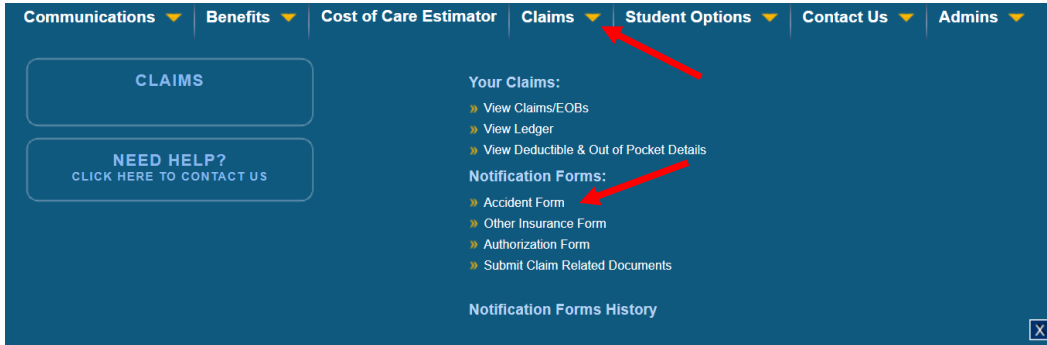 Communications Benefits Cost of Care Estimator Claims Student Options Contact Us Admins
CLAIMS
NEED HELP?
CLICK HERE TO CONTACT US
Your Claims:
» View Claims/EOBs
» View Ledger
» View Deductible & Out of Pocket Details
Notification Forms:
» Accident Form
» Other Insurance Form
» Authorization Form
» Submit Claim Related Documents
Notification Forms History
X